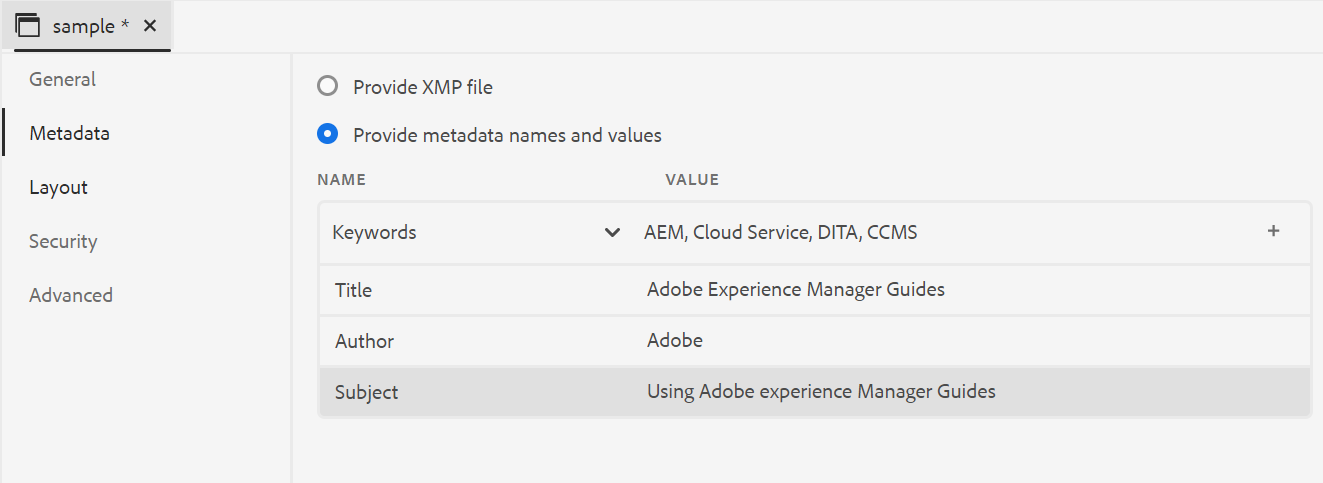 sample *
General
Metadata
Layout
Security
Advanced
Provide XMP file
Provide metadata names and values
NAME VALUE
Keywords AEM, Cloud Service, DITA, CCMS
Title Adobe Experience Manager Guides
Author Adobe
Subject Using Adobe experience Manager Guides